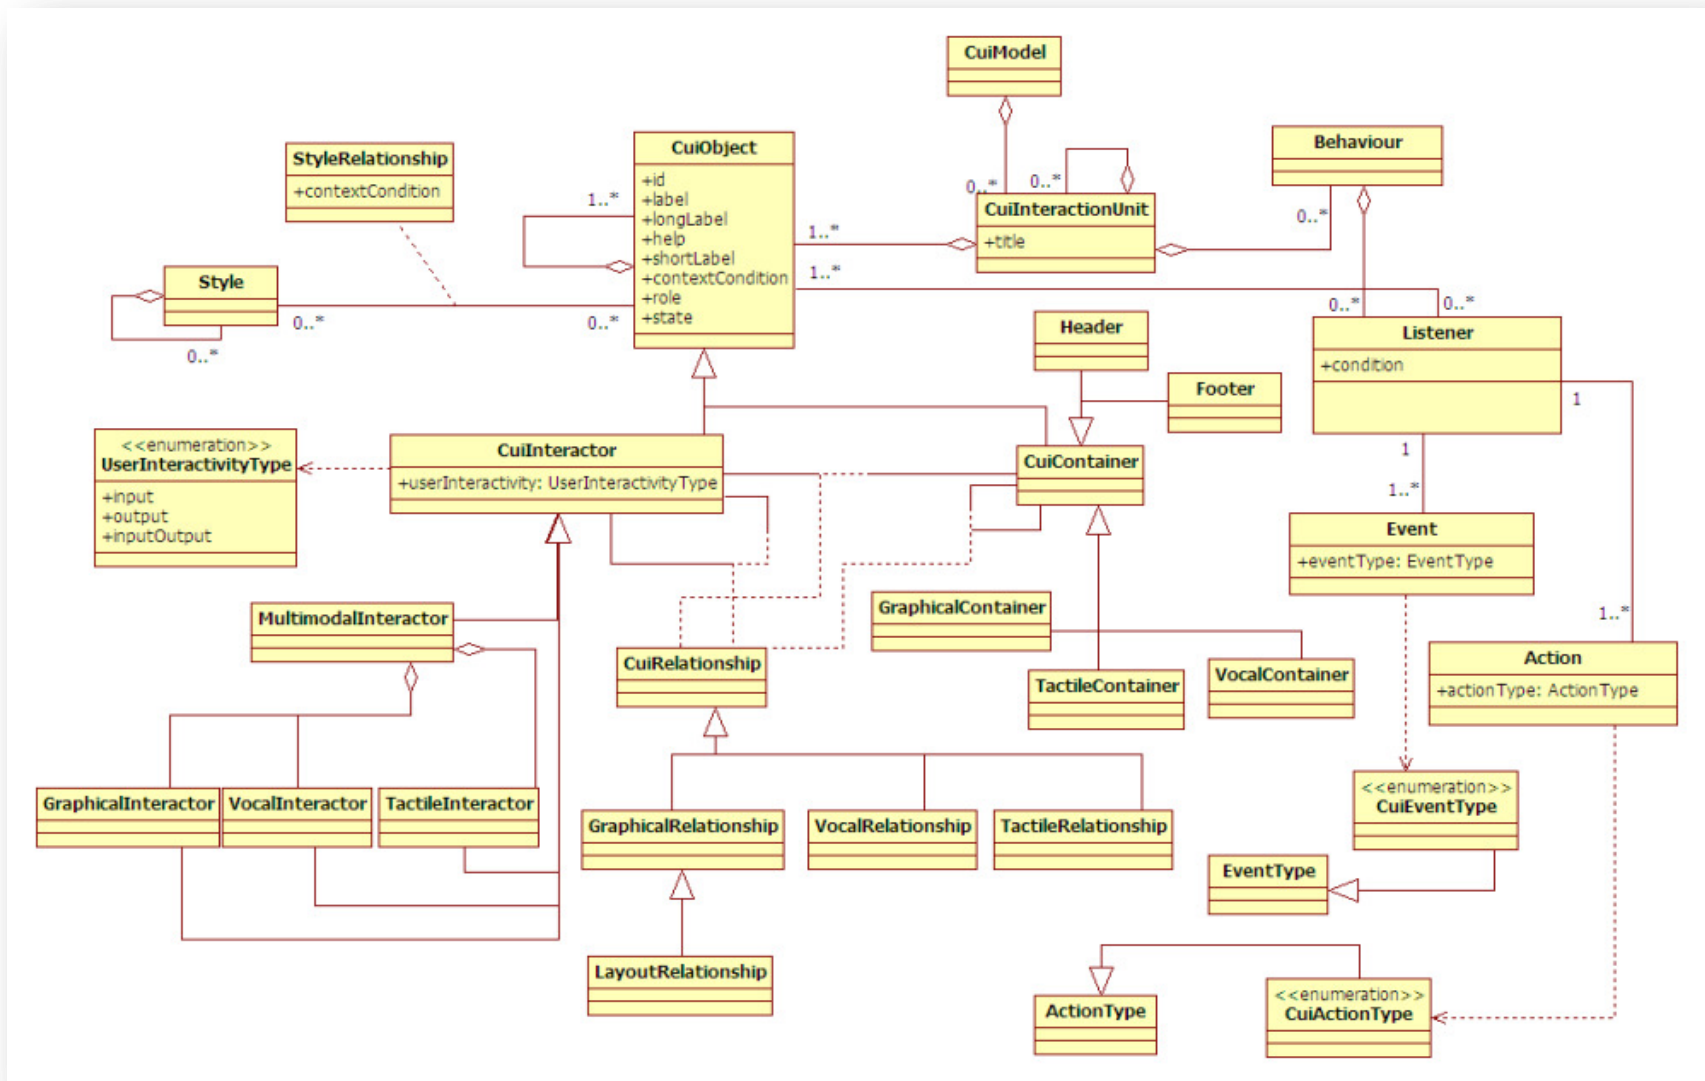 CuiModel
StyleRelationship
+contextCondition
CuiObject
+id
+label
+longLabel
+help
+shortLabel
+contextCondition
+role
+state
1..*
0..*
0..*
CuiInteractionUnit
+title
1..*
1..*
Behaviour
0..*
0..*
0..*
Style
0..*
0..*
0..*
Header
Footer
Listener
+condition
1
1
1..*
1..*
<<enumeration>>
UserInteractivityType
+input
+output
+inputOutput
CuiInteractor
+userInteractivity: UserInteractivityType
CuiContainer
Event
+eventType: EventType
MultimodalInteractor
GraphicalContainer
CuiRelationship
TactileContainer
VocalContainer
Action
+actionType: ActionType
GraphicalInteractor
VocalInteractor
TactileInteractor
GraphicalRelationship
VocalRelationship
TactileRelationship
<<enumeration>>
CuiEventType
EventType
LayoutRelationship
ActionType
<<enumeration>>
CuiActionType